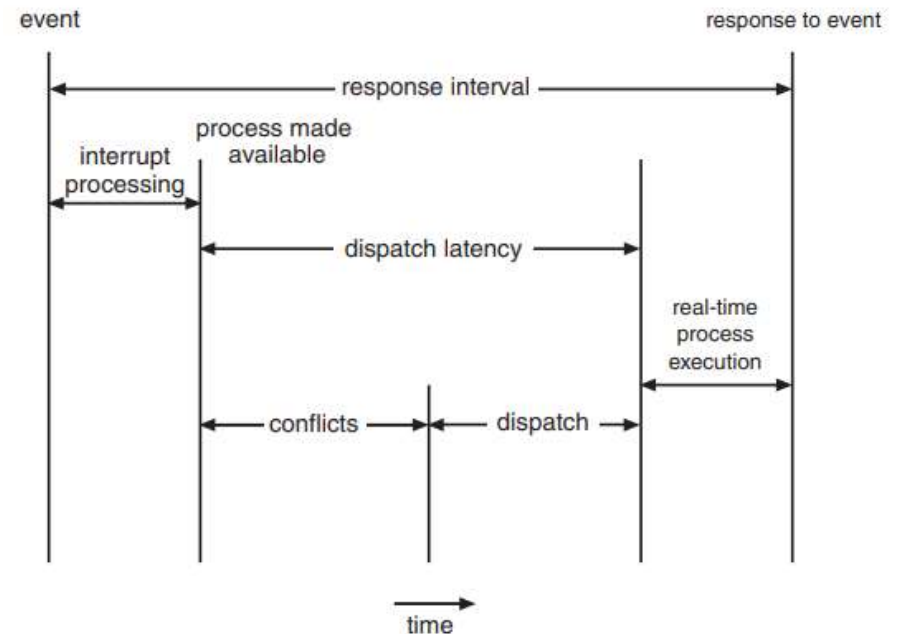 event
response to event
response interval
process made
available
interrupt
processing
dispatch latency
real-time
process
execution
conflicts
dispatch
time